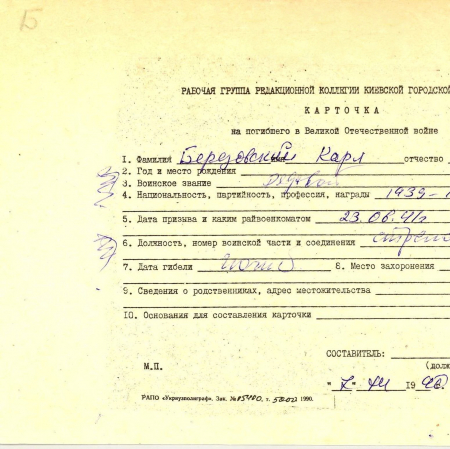 Б
РАБОЧАЯ ГРУППА РЕДАКЦИОННОЙ КОЛЛЕГИИ КИЕВСКОЙ ГОРОДСКОЙ
КАРТОЧКА
на погибшего в Великой Отечественной войне
1. Фамилия Березовский Карл отчество
2. Год и место рождения
3. Воинское звание рядовой
4. Национальность, партийность, профессия, награды 1939-
5. Дата призыва и каким райвоенкоматом 23.06.41г
6. Должность, номер воинской части и соединения
7. Дата гибели 8. Место захоронения
9. Сведения о родственниках, адрес местожительства
10. Основания для составления карточки
СОСТАВИТЕЛЬ:
(долж
М.П.
19
РАПО «Укрвузполиграф». Зак. № т. 5000 1990.